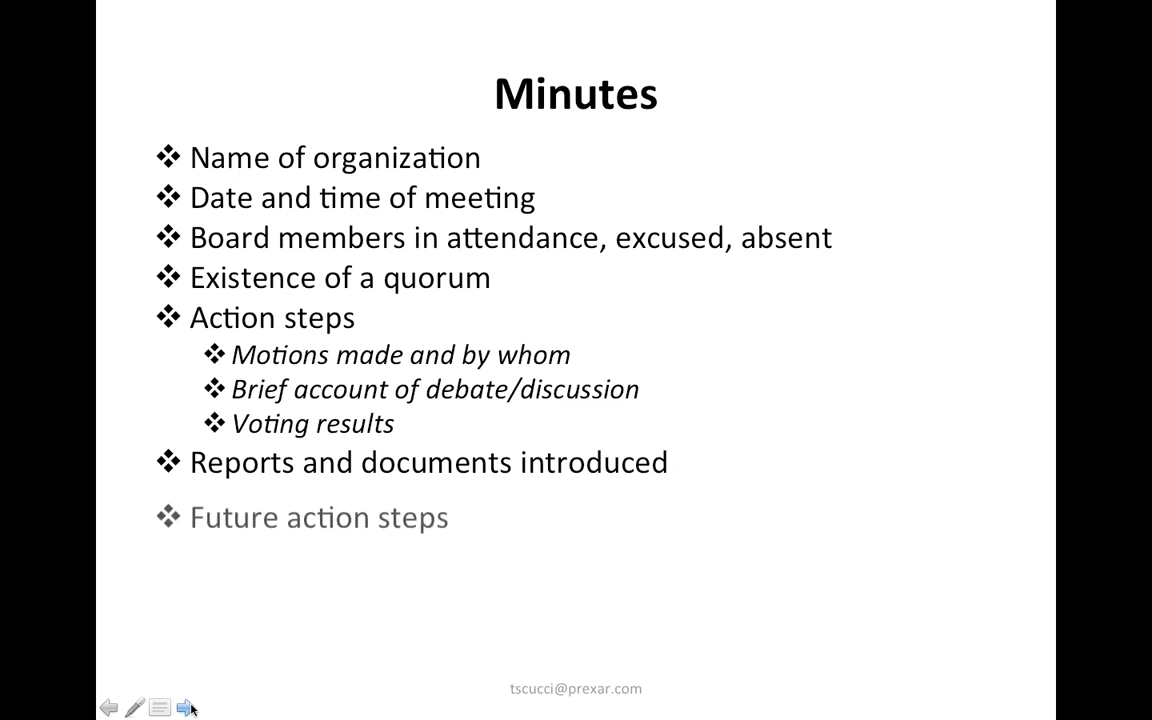 Minutes
❖ Name of organization
❖ Date and time of meeting
❖ Board members in attendance, excused, absent
❖ Existence of a quorum
❖ Action steps
❖ Motions made and by whom
❖ Brief account of debate/discussion
❖ Voting results
❖ Reports and documents introduced
❖ Future action steps
tscucci@prexar.com